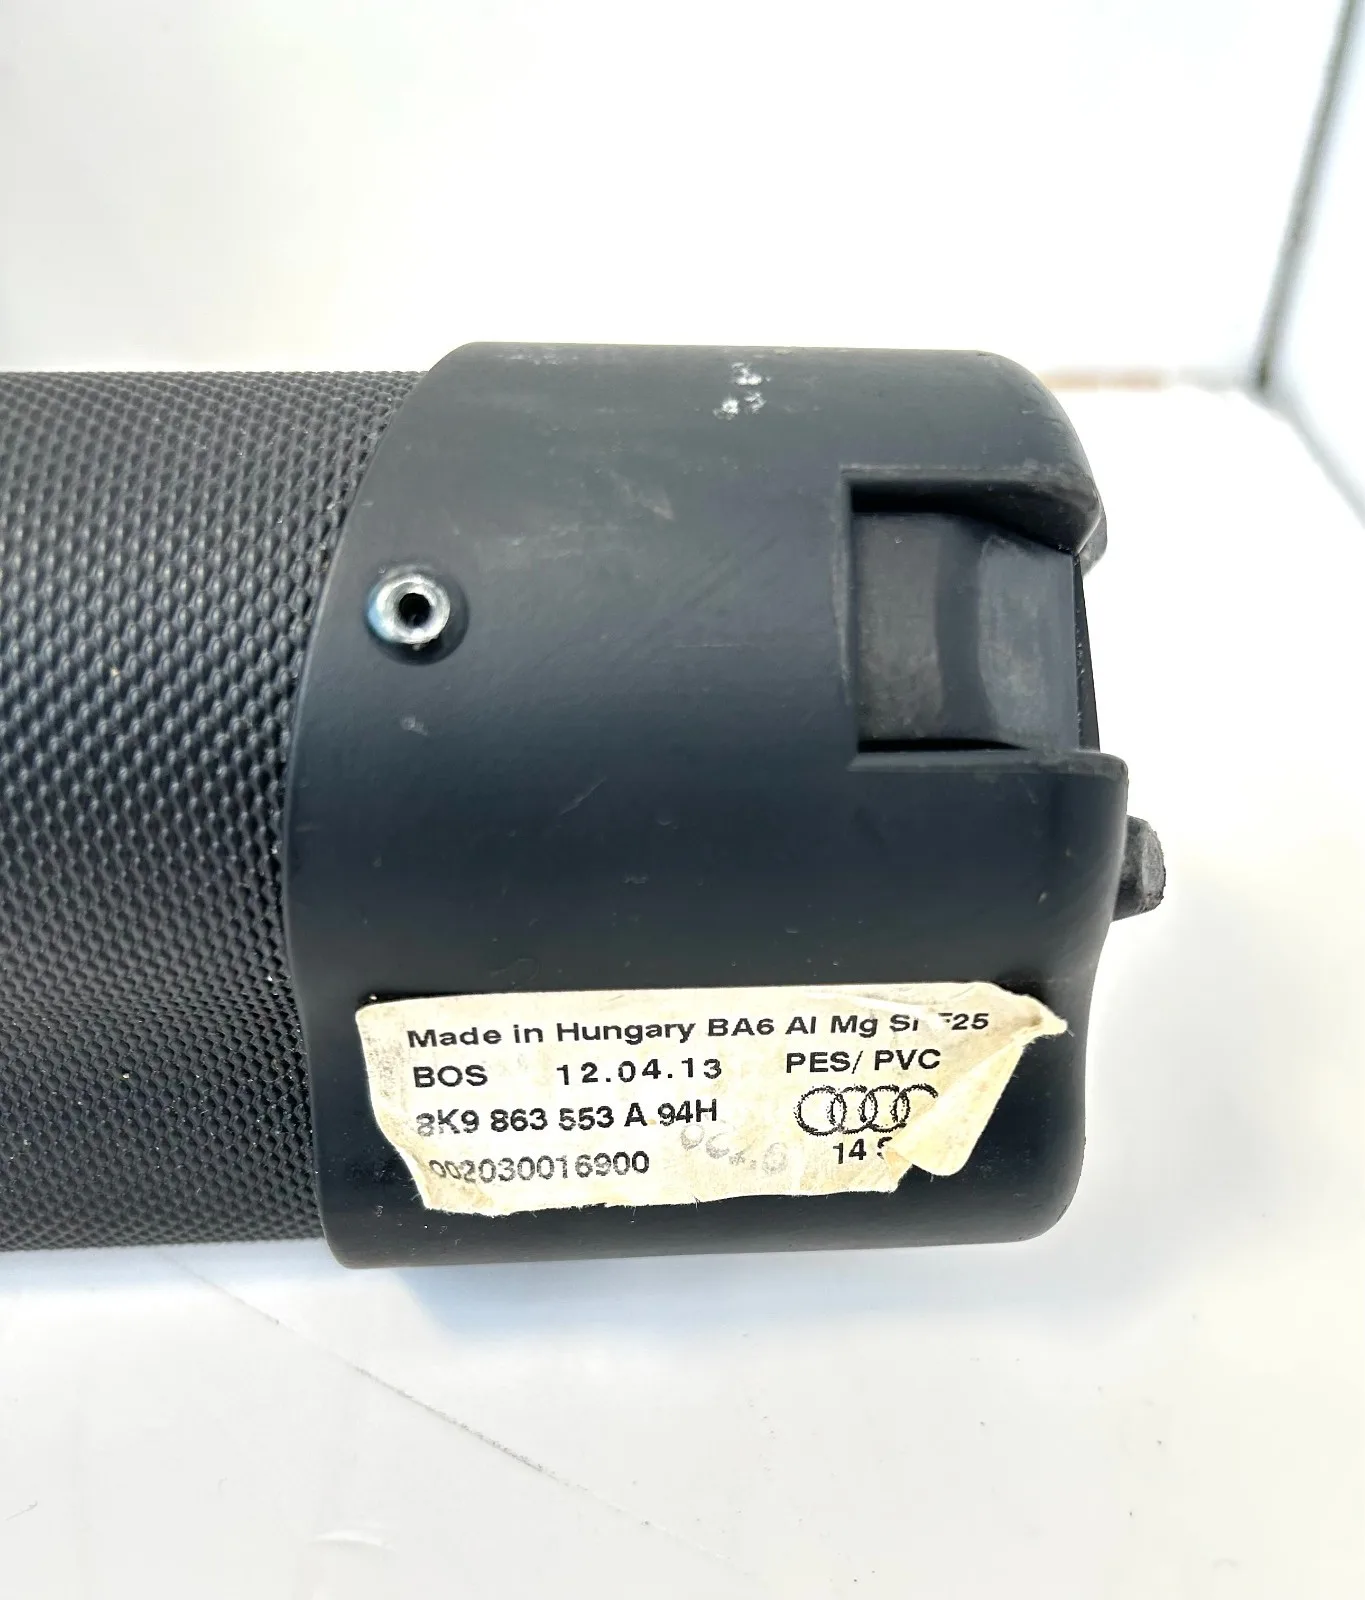 Made in Hungary BA6 Al Mg Si F25
BOS 12.04.13 PES/ PVC
8K9 863 553 A 94H
002030016900 14